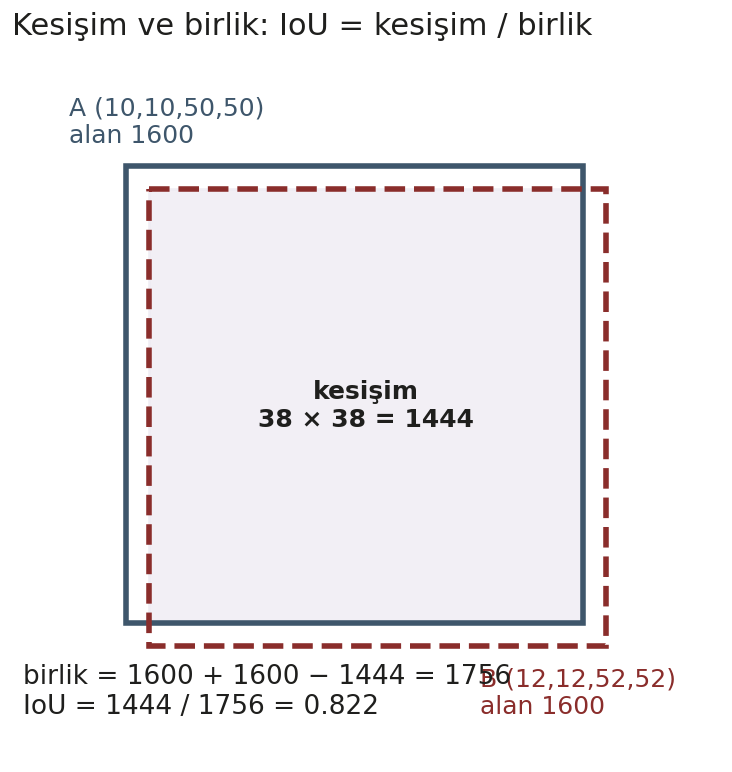 Kesişim ve birlik: IoU = kesişim / birlik
A (10,10,50,50)
alan 1600
kesişim
38 × 38 = 1444
birlik = 1600 + 1600 − 1444 = 1756
IoU = 1444 / 1756 = 0.822
B (12,12,52,52)
alan 1600